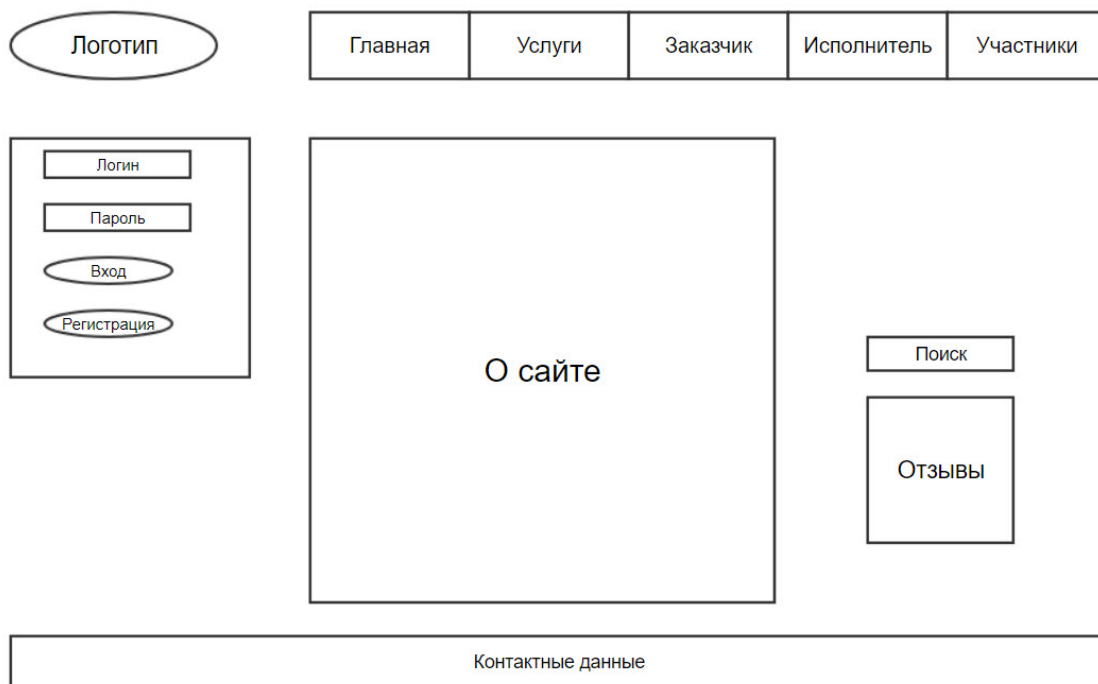 Логотип
Главная
Услуги
Заказчик
Исполнитель
Участники
Логин
Пароль
Вход
Регистрация
О сайте
Поиск
Отзывы
Контактные данные